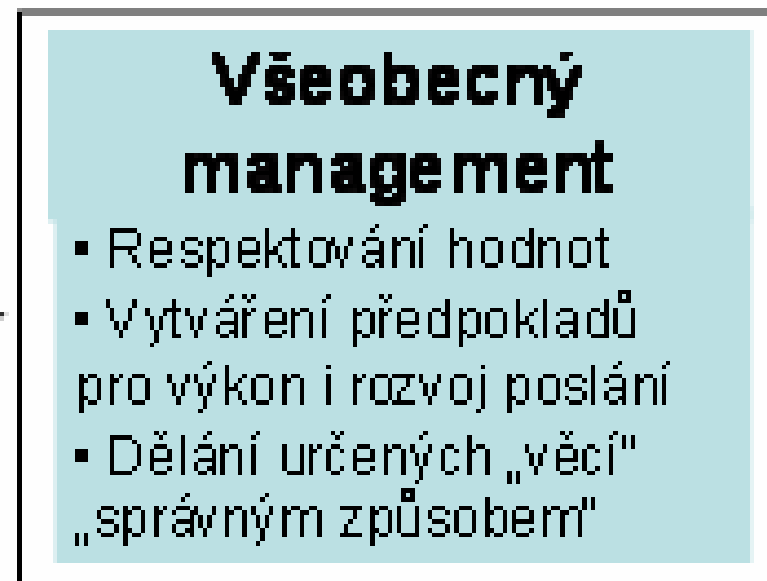 Všeobecný
management
▪ Respektování hodnot
▪ Vytváření předpokladů
pro výkon i rozvoj poslání
▪ Dělání určených „věcí"
„správným způsobem"